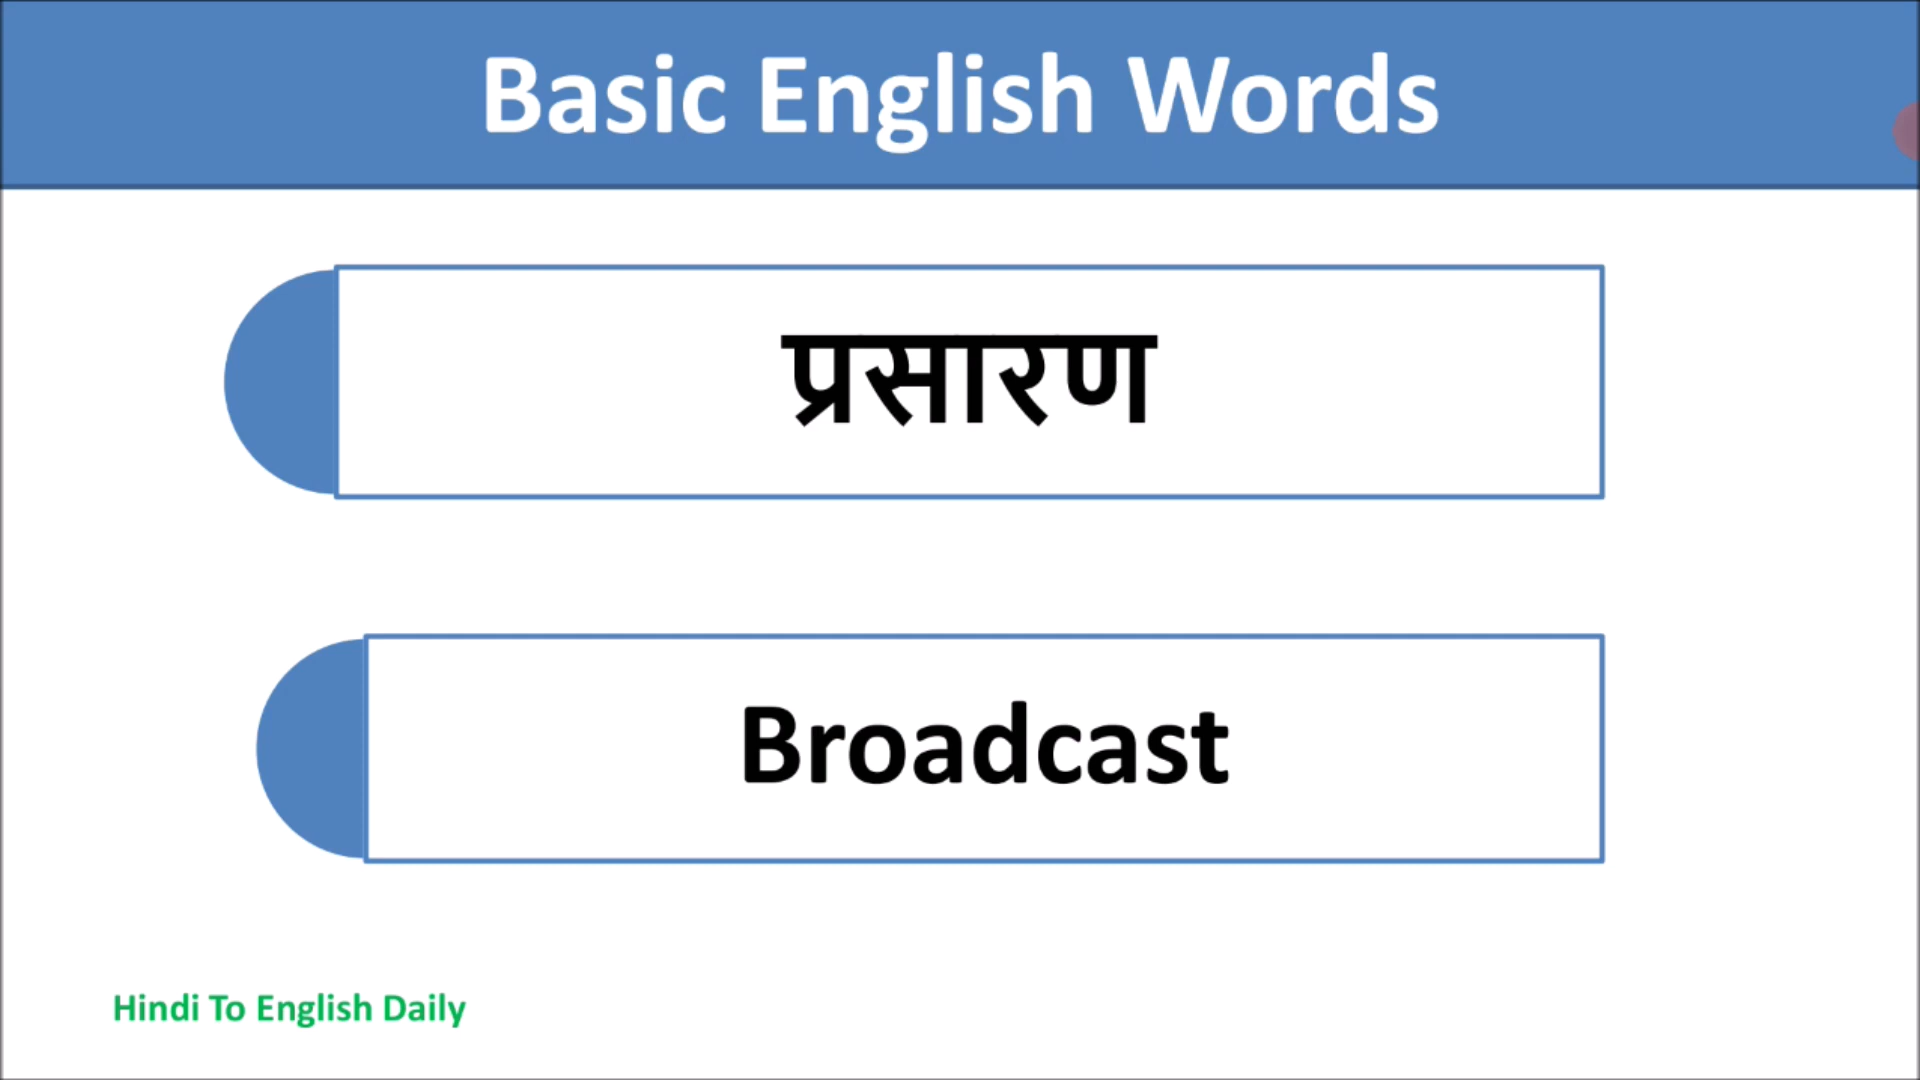 Basic English Words
प्रसारण
Broadcast
Hindi To English Daily